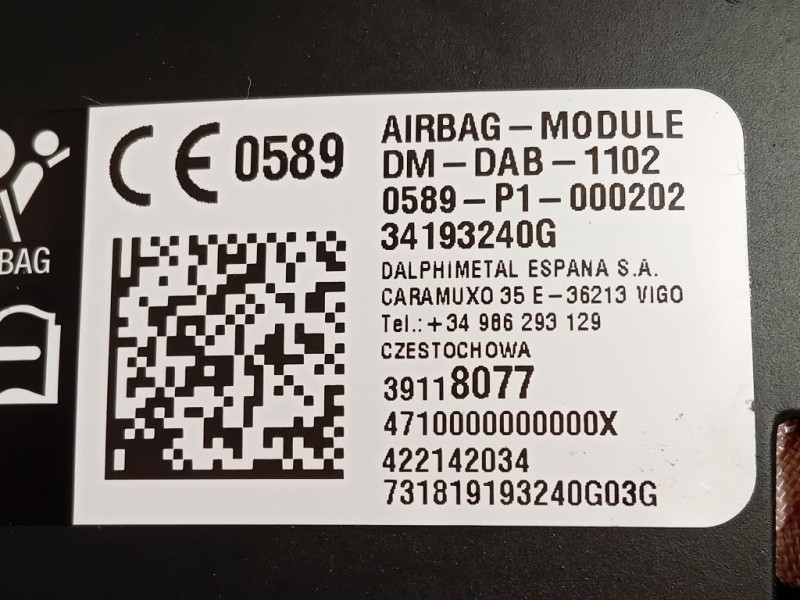 CE 0589
BAG
AIRBAG-MODULE
DM-DAB-1102
0589-P1-000202
34193240G
DALPHIMETAL ESPANA S.A.
CARAMUXO 35 E-36213 VIGO
Tel.:+34 986 293 129
CZESTOCHOWA
39118077
4710000000000X
422142034
731819193240G03G